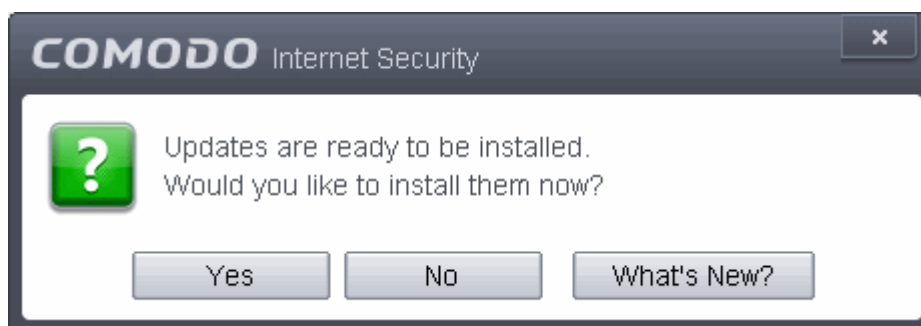 COMODO Internet Security
Updates are ready to be installed.
Would you like to install them now?
Yes No What's New?